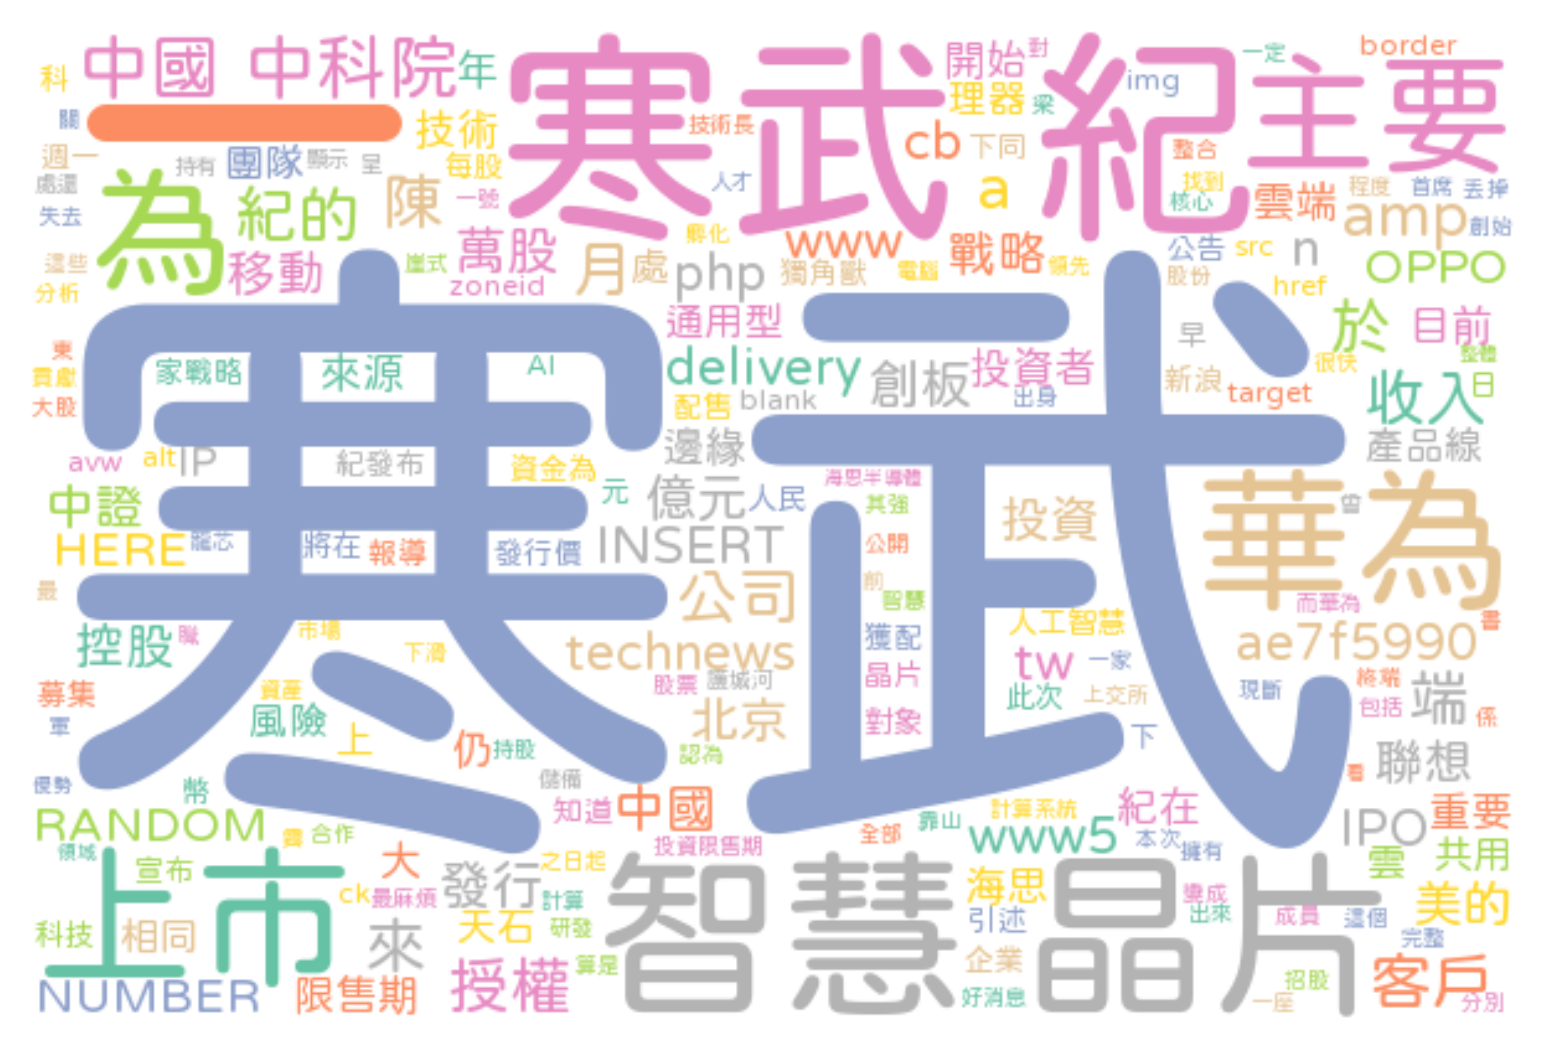 中國 中科院
年
寒武紀
開始
對
一定
border
主要
科
img
理器
梁
關
一
技術
技術長
cb
下同
整合
週一
持有
團隊
顯示
呈
每股
人才
a
找到
核心
雲端
程度
首席
丟掉
處還
失去
為
紀的
陳
一號
孵化
www
戰略
公告
src
n
amp
創始
這些
分析
移動
崖式
萬股
zoneid
月
處
php
獨角獸
電腦
領先
股份
href
OPPO
寒武
通用型
早
於
目前
東
貢獻
大股
家戰略
來源
AI
delivery
創板
投資者
新浪
target
很快
整體
收入
日
配售
blank
出身
avw
alt
IP
紀發布
資金為
邊緣
產品線
中證
元
億元
人民
海思半導體
其強
投資
華為
曾
HERE
龍芯
將在
報導
發行價
INSERT
公開
最
公司
前
智慧
而華為
控股
職
市場
下滑
technews
獲配
人工智慧
ae7f5990
書
募集
資產
股票
護城河
晶片
tw
一家
現斷
終端
包括
端
係
軍
風險
上
仍
持股
北京
認為
對象
此次
上交所
下
聯想
看
優勢
幣
儲備
RANDOM
霄
合作
知道
中國
靠山
計算系統
紀在
IPO
重要
領域
投資限售期
全部
www5
本次
擁有
上市
宣布
大
發行
之日起
智慧晶片
海思
雲
共用
ck
最麻煩
計算
變成
出來
成員
這個
美的
科技
相同
來
天石
研發
引述
完整
NUMBER
限售期
授權
算是
企業
好消息
招股
一座
客戶
分別